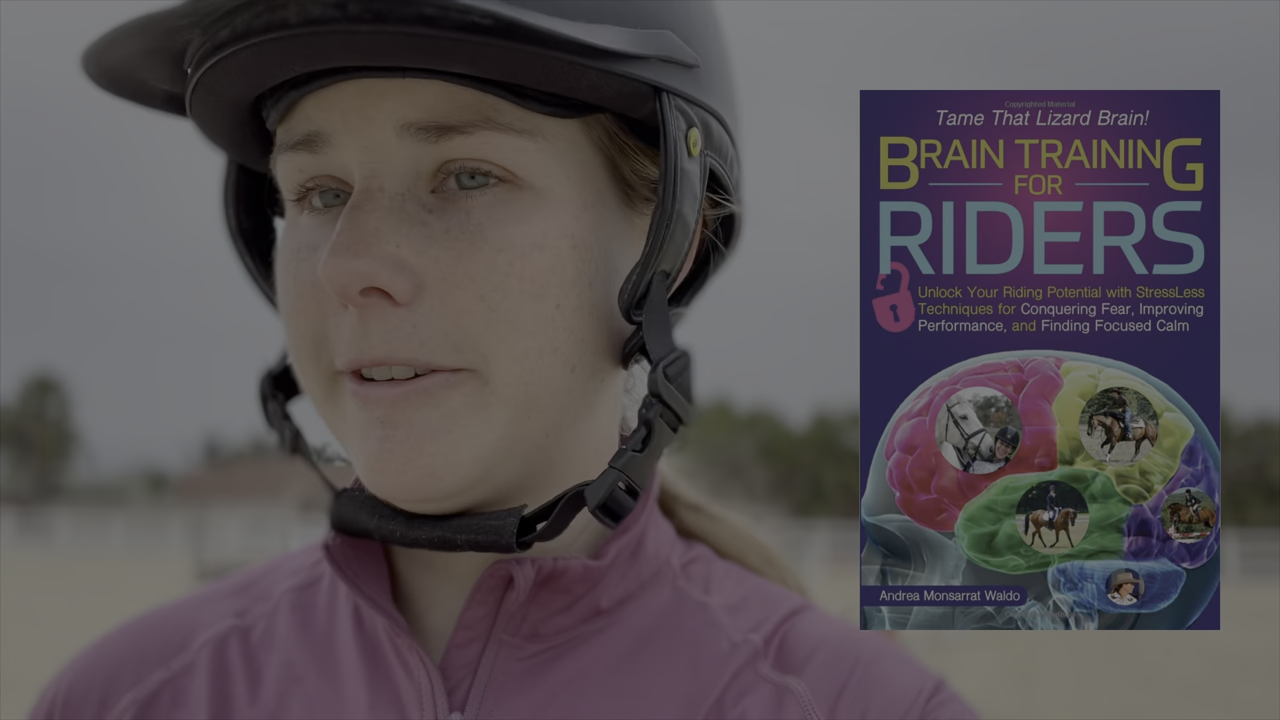 Copyrighted Material
Tame That Lizard Brain!
BRAIN TRAINING
FOR
RIDERS
Unlock Your Riding Potential with StressLess
Techniques for Conquering Fear, Improving
Performance, and Finding Focused Calm
Andrea Monsarrat Waldo